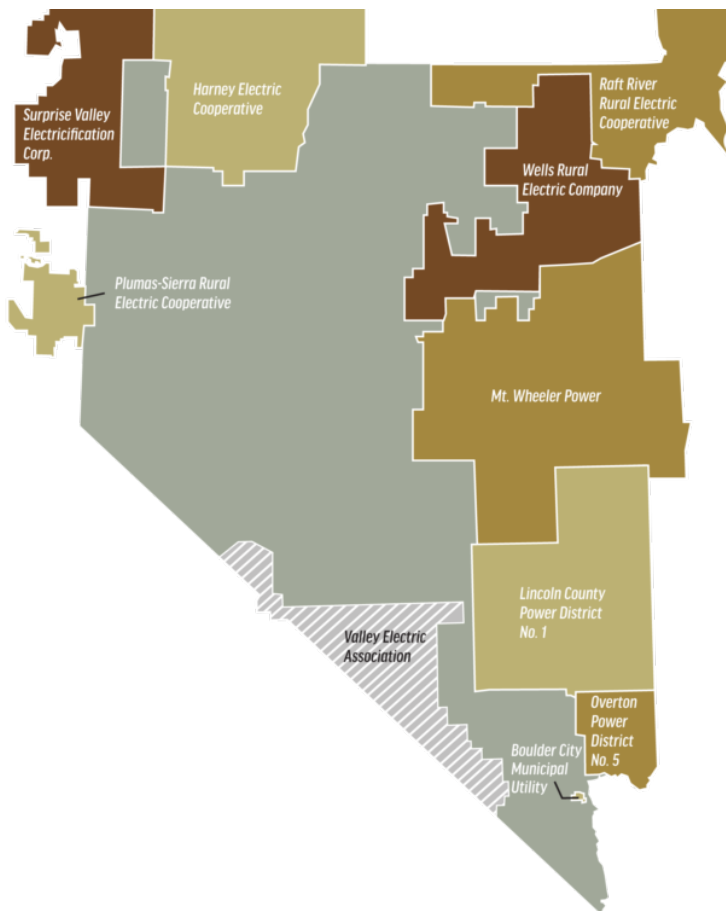 Harney Electric
Cooperative
Raft River
Rural Electric
Cooperative
Surprise Valley
Electricification
Corp.
Wells Rural
Electric Company
Plumas-Sierra Rural
Electric Cooperative
Mt. Wheeler Power
Lincoln County
Power District
No. 1
Valley Electric
Association
Overton
Power
District
No. 5
Boulder City
Municipal
Utility